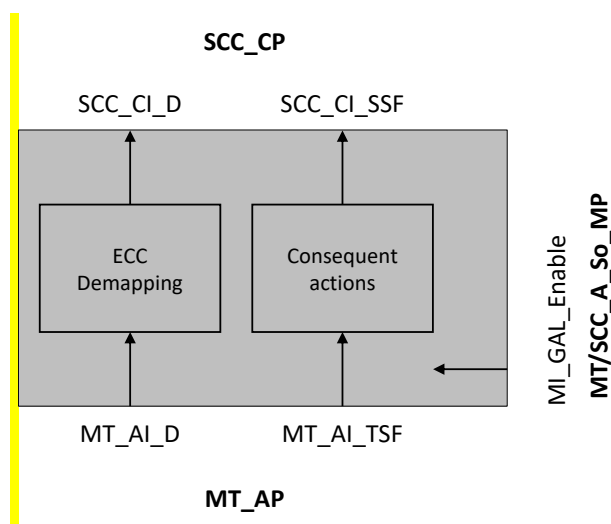 SCC_CP
SCC_CI_D
SCC_CI_SSF
ECC
Demapping
Consequent
actions
MI_GAL_Enable
MT/SCC_A_So_MP
MT_AI_D
MT_AI_TSF
MT_AP